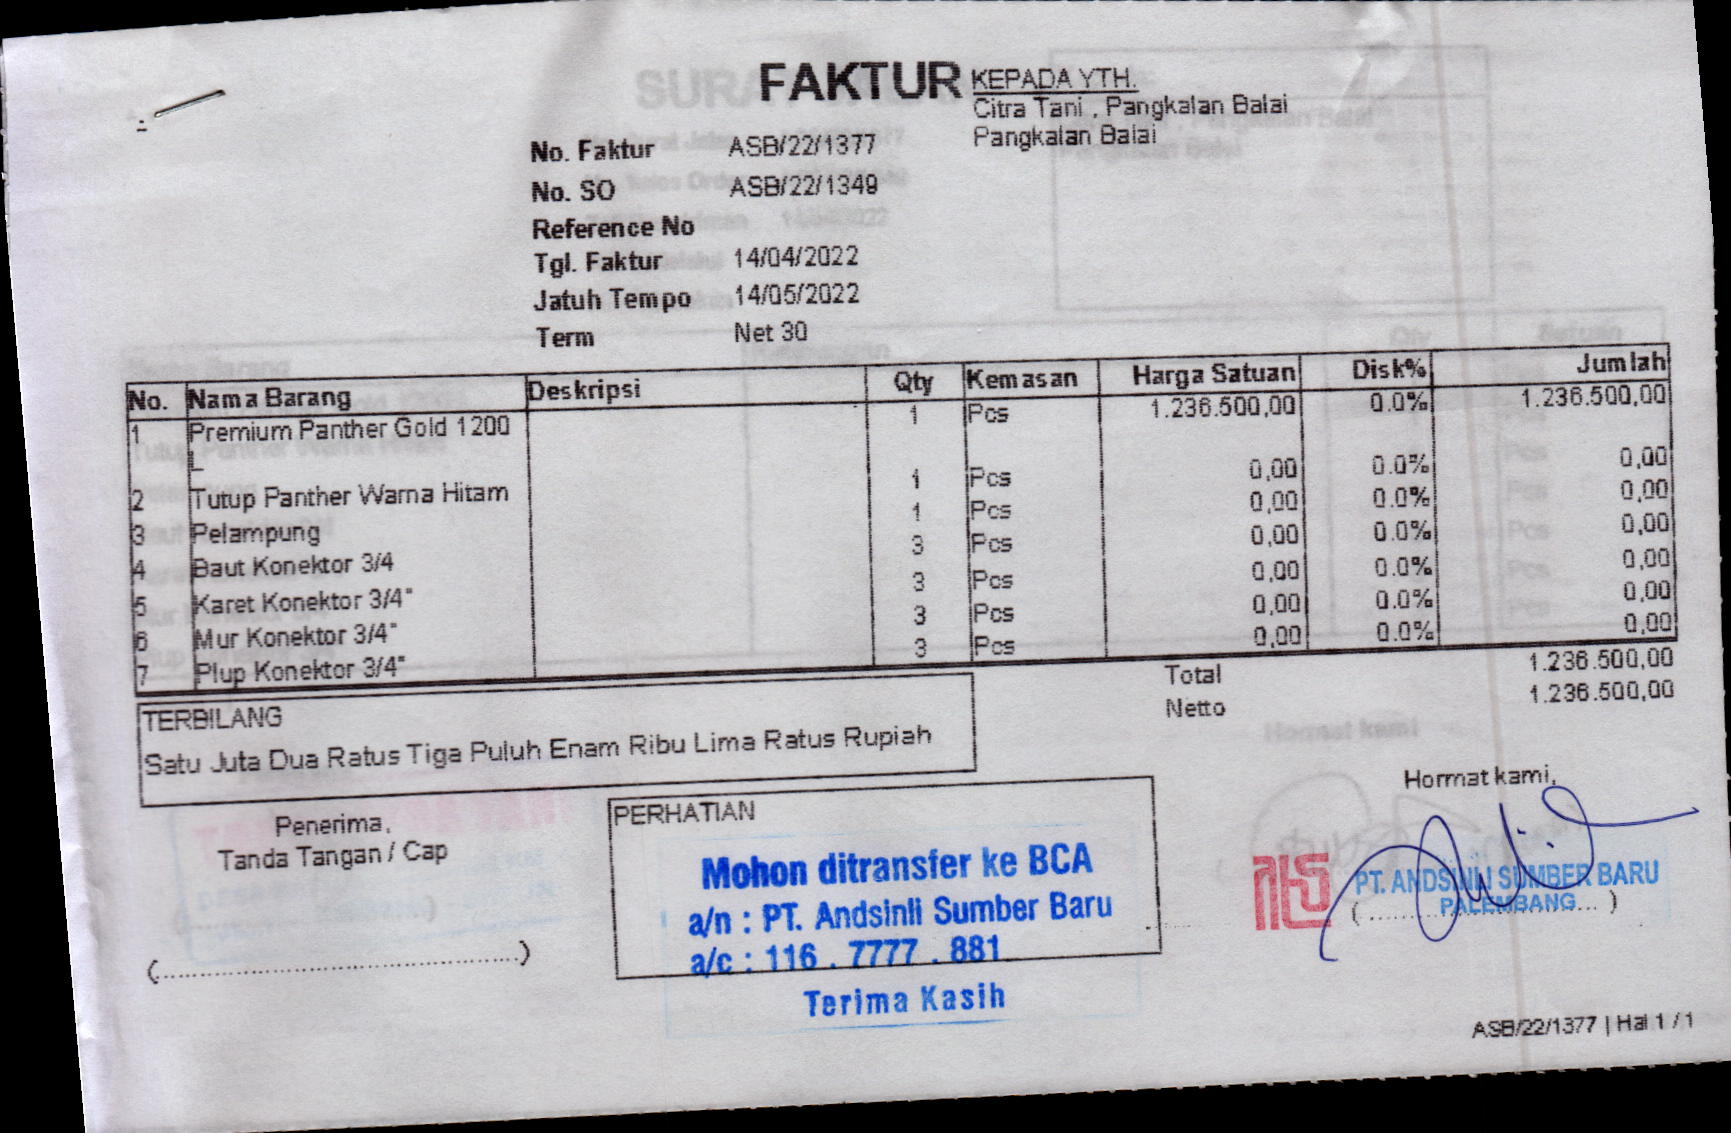 FAKTUR
KEPADA YTH.
Citra Tani , Pangkalan Balai
Pangkalan Balai
No. Faktur ASB/22/1377
No. SO ASB/22/1349
Reference No
Tgl. Faktur 14/04/2022
Jatuh Tempo 14/05/2022
Term Net 30
No. Nama Barang Deskripsi Qty Kemasan Harga Satuan Disk% Jumlah
1 Premium Panther Gold 1200 1 Pcs 1.236.500,00 0.0% 1.236.500,00
L
2 Tutup Panther Warna Hitam 1 Pcs 0,00 0.0% 0,00
3 Pelampung 1 Pcs 0,00 0.0% 0,00
4 Baut Konektor 3/4 3 Pcs 0,00 0.0% 0,00
5 Karet Konektor 3/4" 3 Pcs 0,00 0.0% 0,00
6 Mur Konektor 3/4" 3 Pcs 0,00 0.0% 0,00
7 Plup Konektor 3/4" 3 Pcs 0,00 0.0% 0,00
Total 1.236.500,00
Netto 1.236.500,00
TERBILANG
Satu Juta Dua Ratus Tiga Puluh Enam Ribu Lima Ratus Rupiah
Penerima,
Tanda Tangan / Cap
(..................................................)
PERHATIAN
Mohon ditransfer ke BCA
a/n : PT. Andsinli Sumber Baru
a/c : 116 . 7777 . 881
Terima Kasih
Hormat kami,
PT. ANDSINLI SUMBER BARU
PALEMBANG
ASB/22/1377 | Hal 1 / 1